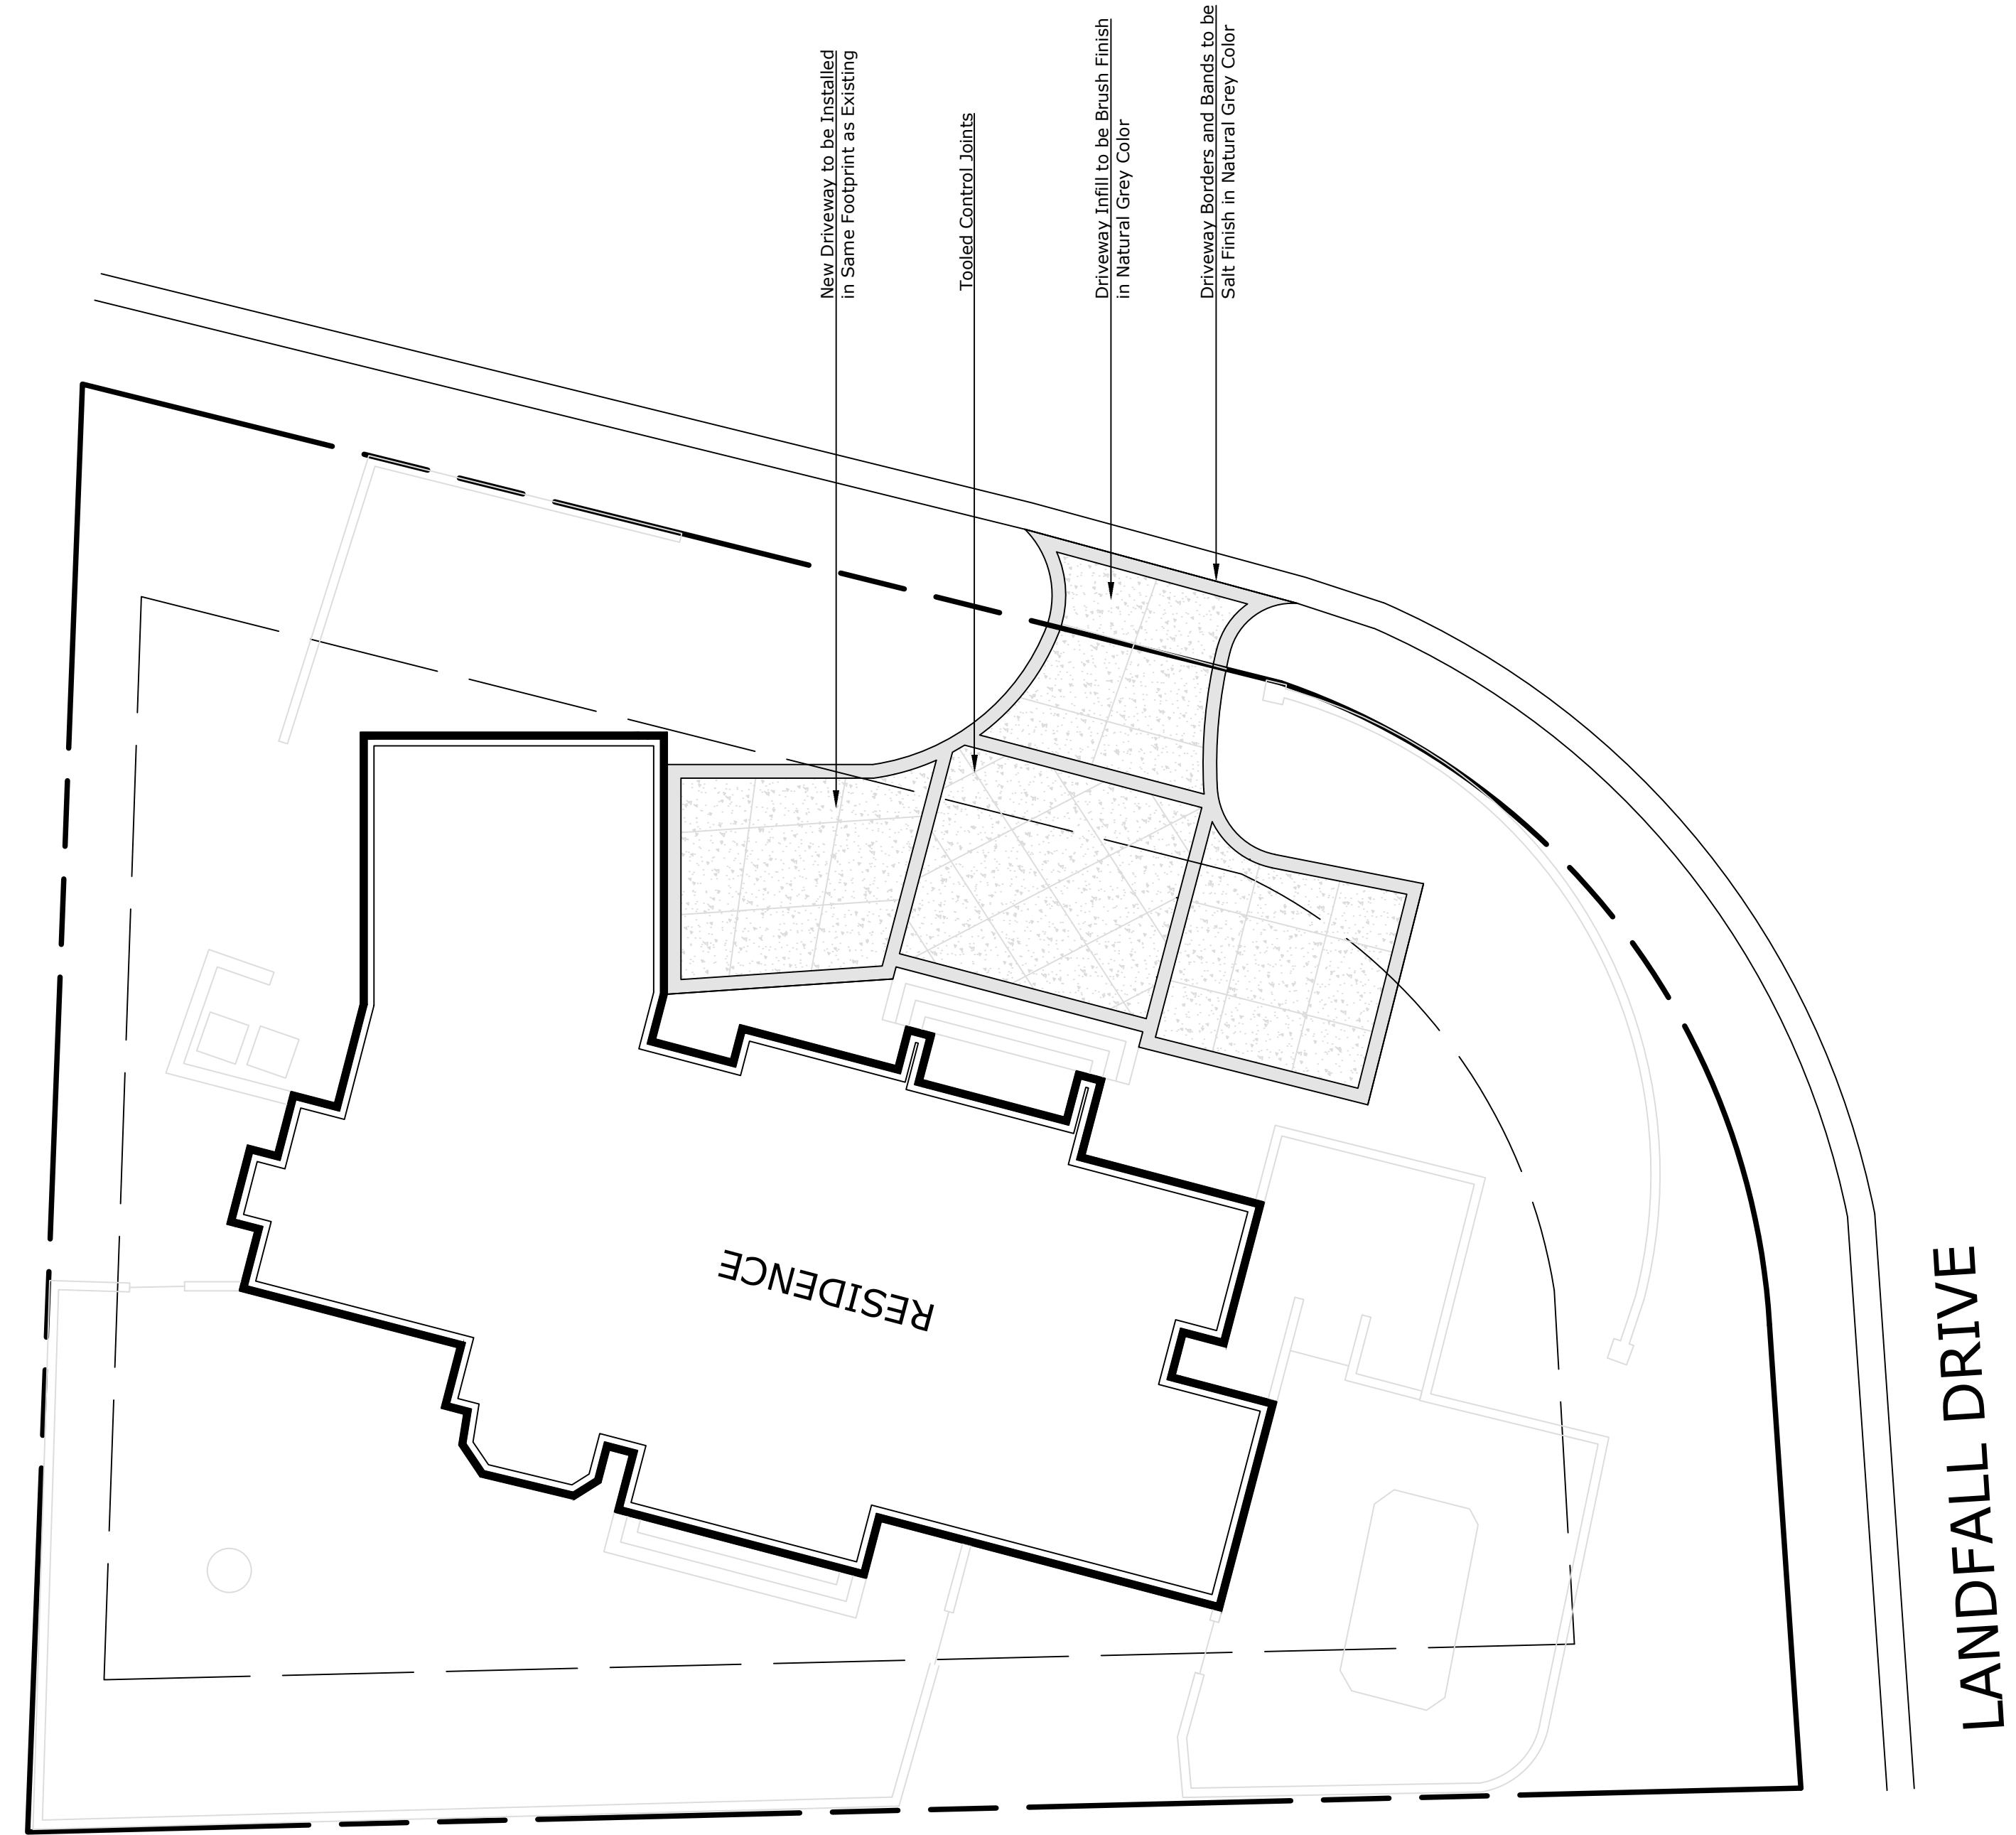 New Driveway to be Installed
in Same Footprint as Existing
Tooled Control Joints
Driveway Infill to be Brush Finish
in Natural Grey Color
Driveway Borders and Bands to be
Salt Finish in Natural Grey Color
RESIDENCE
LANDFALL DRIVE